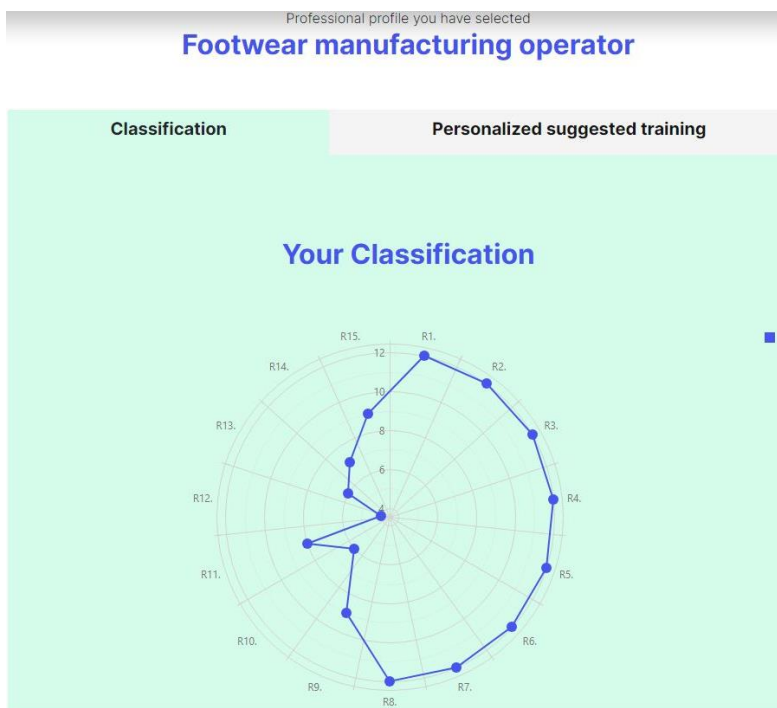 Professional profile you have selected
Footwear manufacturing operator
Classification
Personalized suggested training
Your Classification
R15.
R1.
12
R14.
R2.
10
R13.
R3.
8
6
R12.
4
R4.
R11.
R5.
R10.
R6.
R9.
R7.
R8.